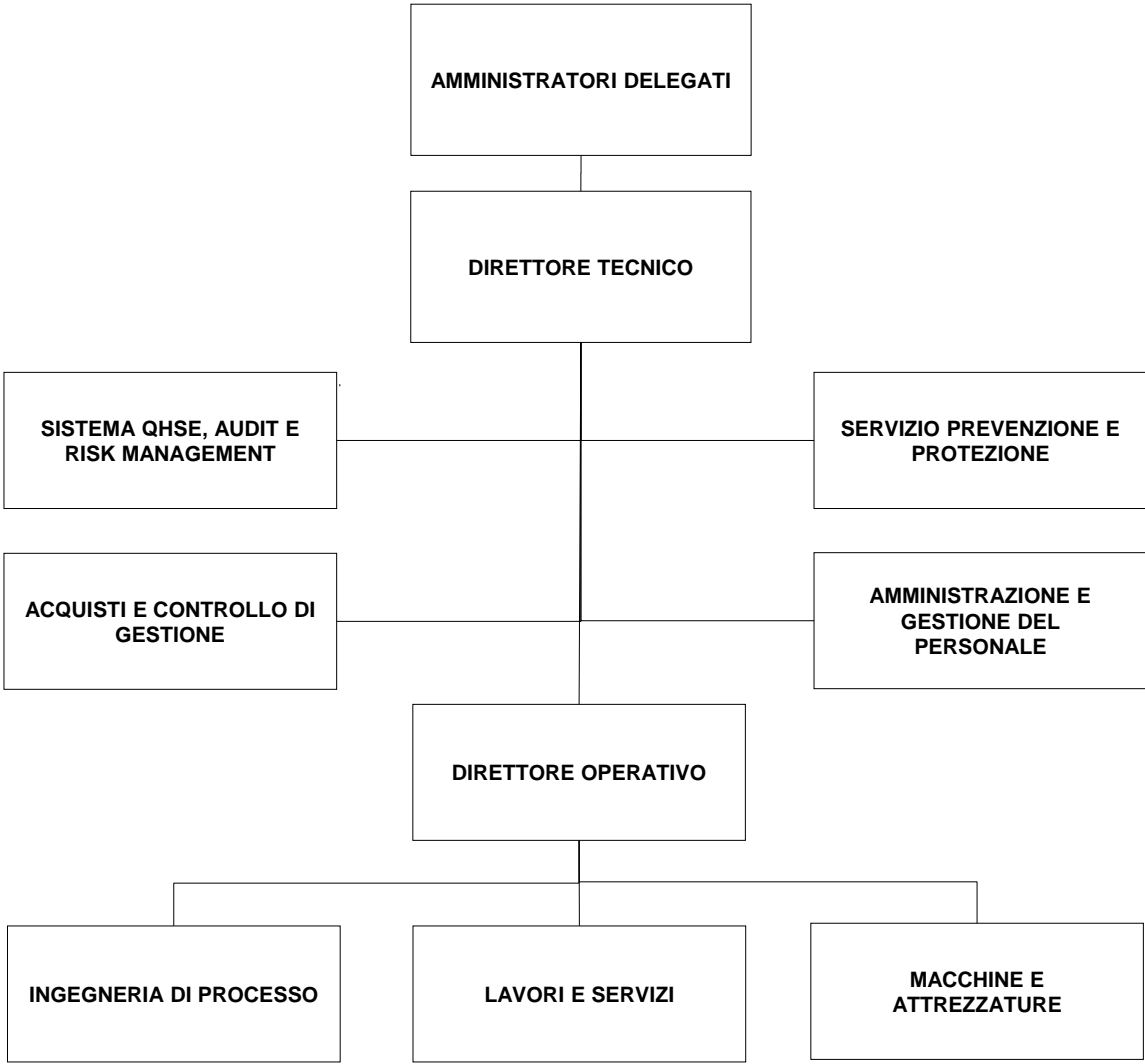 AMMINISTRATORI DELEGATI
DIRETTORE TECNICO
SISTEMA QHSE, AUDIT E
RISK MANAGEMENT
SERVIZIO PREVENZIONE E
PROTEZIONE
ACQUISTI E CONTROLLO DI
GESTIONE
AMMINISTRAZIONE E
GESTIONE DEL
PERSONALE
DIRETTORE OPERATIVO
INGEGNERIA DI PROCESSO
LAVORI E SERVIZI
MACCHINE E
ATTREZZATURE